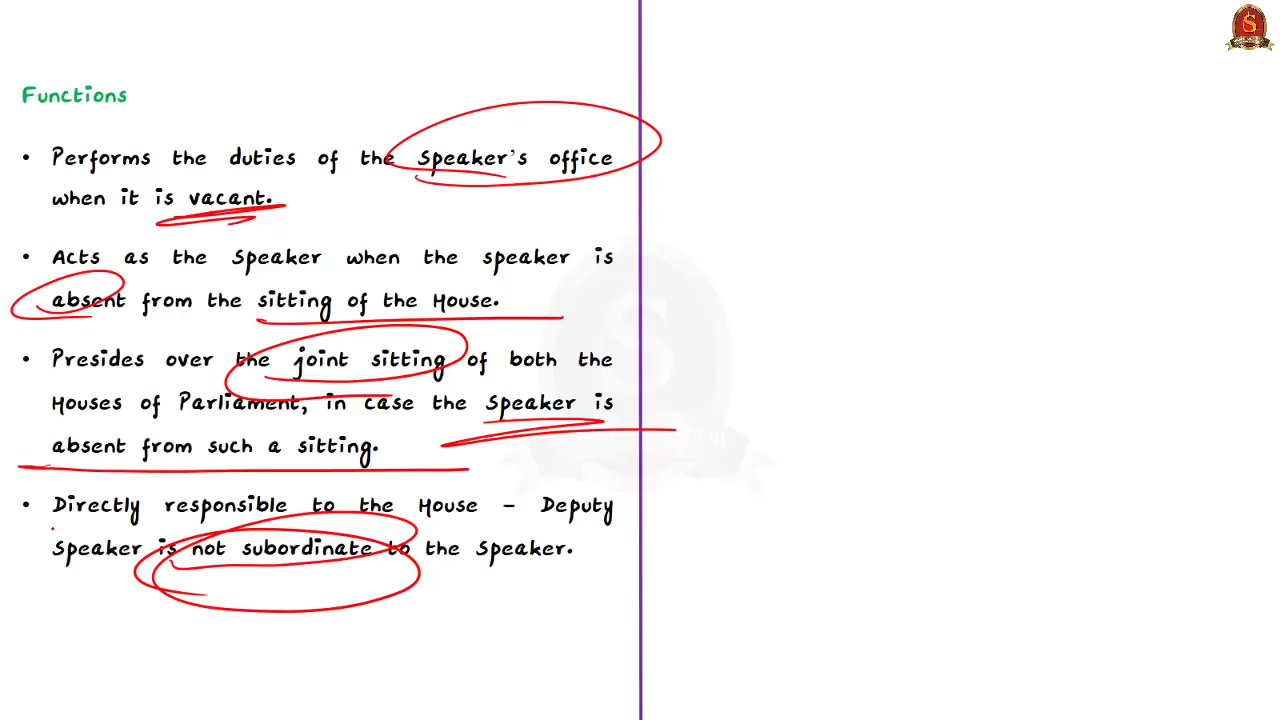 Functions
• Performs the duties of the Speaker's office
when it is vacant.
• Acts as the Speaker when the speaker is
absent from the sitting of the House.
• Presides over the joint sitting of both the
Houses of Parliament, in case the Speaker is
absent from such a sitting.
• Directly responsible to the House – Deputy
Speaker is not subordinate to the Speaker.
S
S